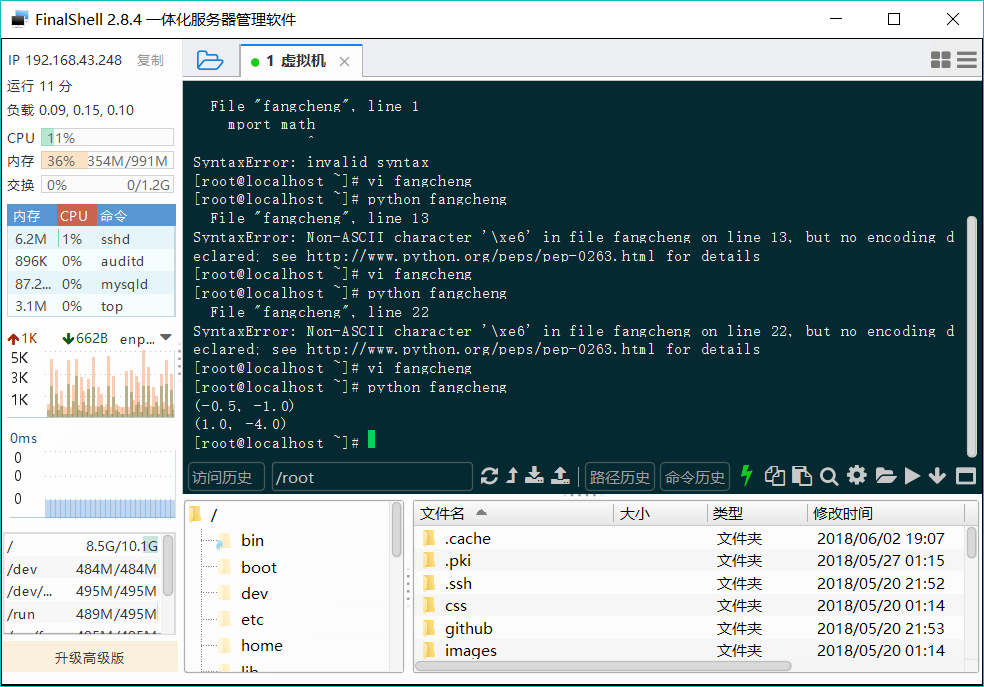 FinalShell 2.8.4 一体化服务器管理软件
IP 192.168.43.248 复制
运行 11 分
负载 0.09, 0.15, 0.10
CPU 11%
内存 36% 354M/991M
交换 0% 0/1.2G
内存 CPU 命令
6.2M 1% sshd
896K 0% auditd
87.2... 0% mysqld
3.1M 0% top
1K 662B enp...
5K
3K
1K
0ms
0
0
0
/ 8.5G/10.1G
/dev 484M/484M
/dev/... 495M/495M
/run 489M/495M
升级高级版
1 虚拟机
File "fangcheng", line 1
mport math
^
SyntaxError: invalid syntax
[root@localhost ~]# vi fangcheng
[root@localhost ~]# python fangcheng
File "fangcheng", line 13
SyntaxError: Non-ASCII character '\xe6' in file fangcheng on line 13, but no encoding d
eclared; see http://www.python.org/peps/pep-0263.html for details
[root@localhost ~]# vi fangcheng
[root@localhost ~]# python fangcheng
File "fangcheng", line 22
SyntaxError: Non-ASCII character '\xe6' in file fangcheng on line 22, but no encoding d
eclared; see http://www.python.org/peps/pep-0263.html for details
[root@localhost ~]# vi fangcheng
[root@localhost ~]# python fangcheng
(-0.5, -1.0)
(1.0, -4.0)
[root@localhost ~]#
访问历史 /root 路径历史 命令历史
/
bin
boot
dev
etc
home
lib
文件名 大小 类型 修改时间
.cache 文件夹 2018/06/02 19:07
.pki 文件夹 2018/05/27 01:15
.ssh 文件夹 2018/05/20 21:52
css 文件夹 2018/05/20 01:14
github 文件夹 2018/05/20 21:53
images 文件夹 2018/05/20 01:14